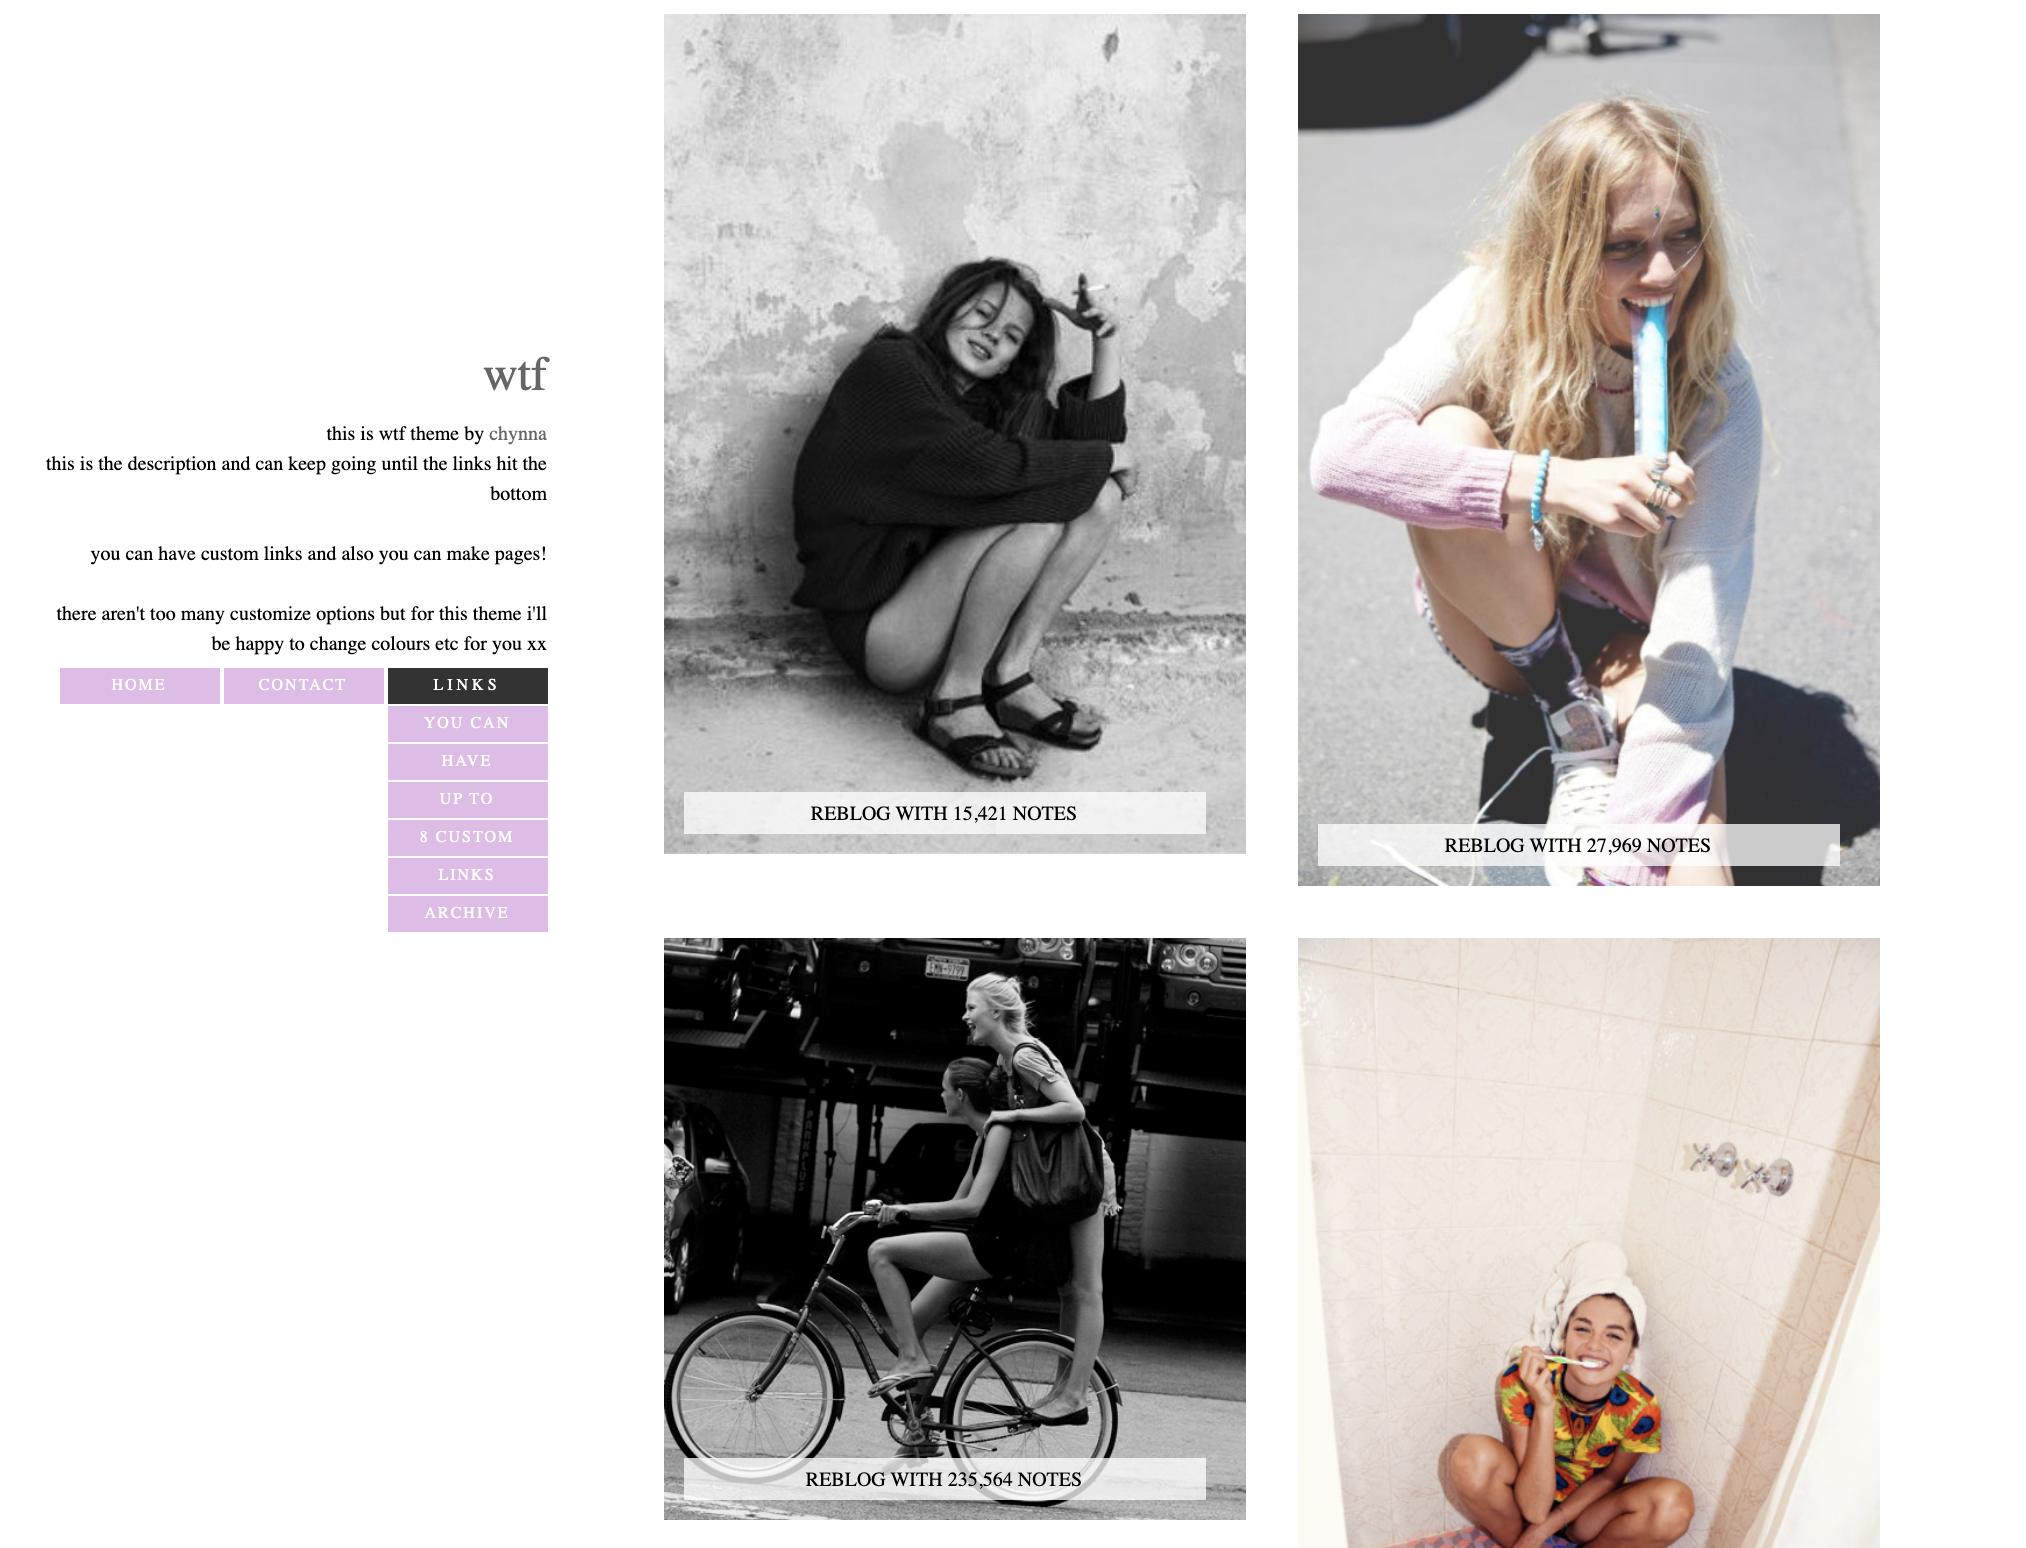 wtf
this is wtf theme by chynna
this is the description and can keep going until the links hit the
bottom
you can have custom links and also you can make pages!
there aren't too many customize options but for this theme i'll
be happy to change colours etc for you xx
HOME
CONTACT
LINKS
YOU CAN
HAVE
UP TO
8 CUSTOM
LINKS
ARCHIVE
REBLOG WITH 15,421 NOTES
REBLOG WITH 27,969 NOTES
PARKPLUS
REBLOG WITH 235,564 NOTES